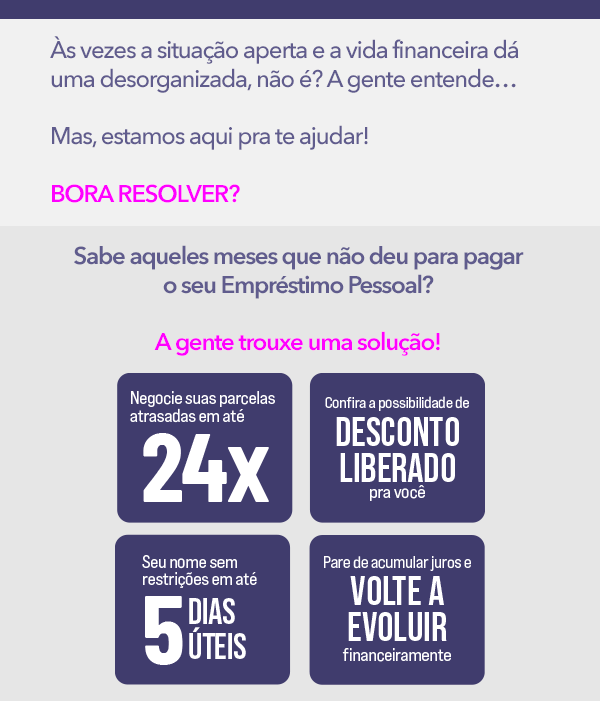 Às vezes a situação aperta e a vida financeira dá
uma desorganizada, não é? A gente entende...
Mas, estamos aqui pra te ajudar!
BORA RESOLVER?
Sabe aqueles meses que não deu para pagar
o seu Empréstimo Pessoal?
A gente trouxe uma solução!
Negocie suas parcelas
atrasadas em até
24x
Confira a possibilidade de
DESCONTO
LIBERADO
pra você
Seu nome sem
restrições em até
5 DIAS
ÚTEIS
Pare de acumular juros e
VOLTE A
EVOLUIR
financeiramente